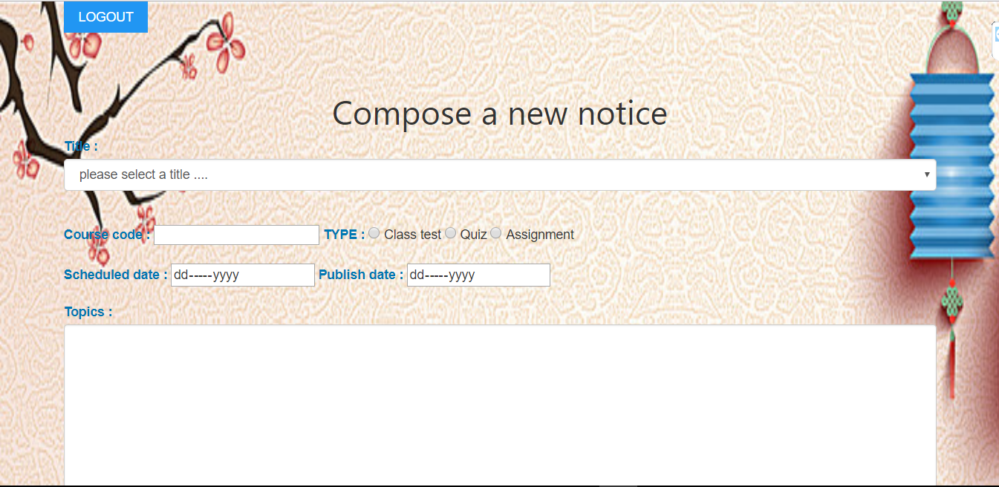 LOGOUT
Compose a new notice
Title :
please select a title ....
Course code : TYPE : Class test Quiz Assignment
Scheduled date : dd-----yyyy Publish date : dd-----yyyy
Topics :